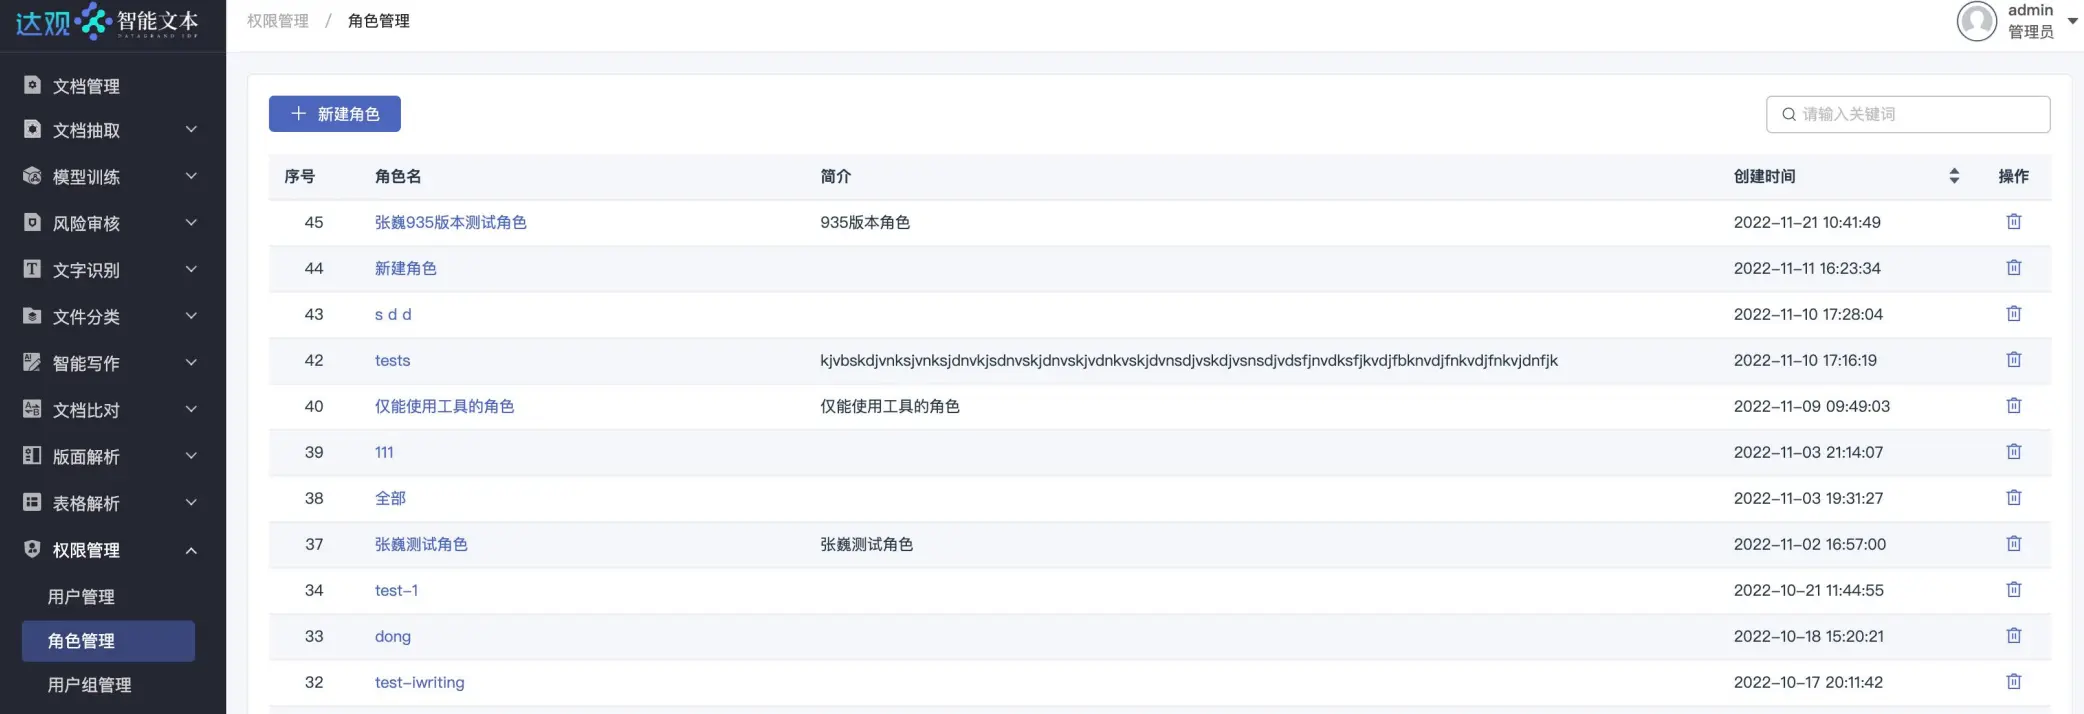 达观 智能文本
DATAGRAND IDP
权限管理 / 角色管理
admin
管理员
文档管理
文档抽取
模型训练
风险审核
文字识别
文件分类
智能写作
文档比对
版面解析
表格解析
权限管理
用户管理
角色管理
用户组管理
新建角色
请输入关键词
序号 角色名 简介 创建时间 操作
45 张巍935版本测试角色 935版本角色 2022-11-21 10:41:49
44 新建角色 2022-11-11 16:23:34
43 s d d 2022-11-10 17:28:04
42 tests kjvbskdjvnksjvnksjdnvkjsdnvskjdnvskjvdnkvskjdvnsdjvskdjvsnsdjvdsfjnvdksfjkvdjfbknvdjfnkvdjfnkvjdnfjk 2022-11-10 17:16:19
40 仅能使用工具的角色 仅能使用工具的角色 2022-11-09 09:49:03
39 111 2022-11-03 21:14:07
38 全部 2022-11-03 19:31:27
37 张巍测试角色 张巍测试角色 2022-11-02 16:57:00
34 test-1 2022-10-21 11:44:55
33 dong 2022-10-18 15:20:21
32 test-iwriting 2022-10-17 20:11:42